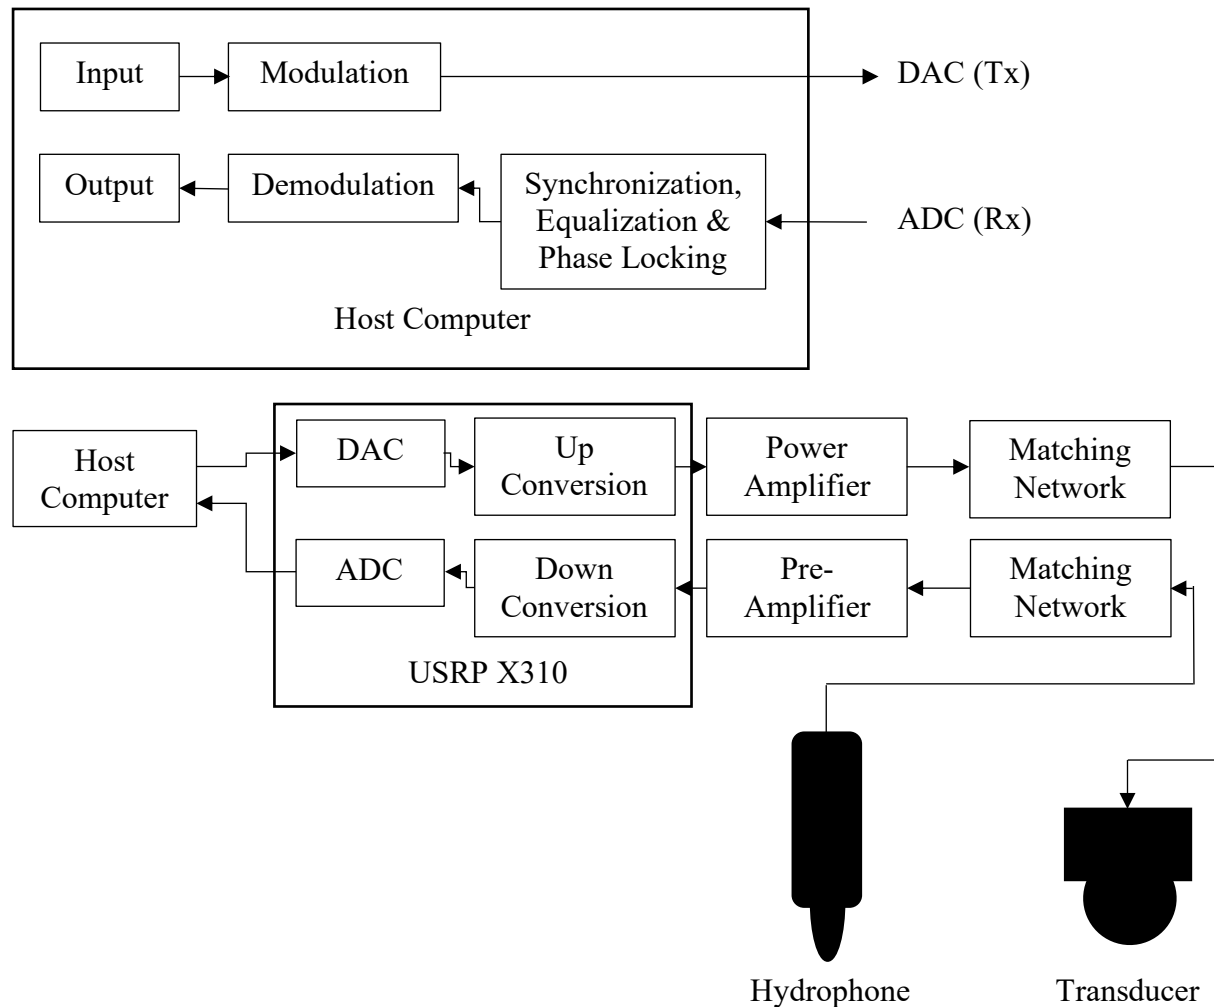 Input
Modulation
DAC (Tx)
Output
Demodulation
Synchronization,
Equalization &
Phase Locking
ADC (Rx)
Host Computer
Host
Computer
DAC
Up
Conversion
Power
Amplifier
Matching
Network
ADC
Down
Conversion
Pre-
Amplifier
Matching
Network
USRP X310
Hydrophone
Transducer